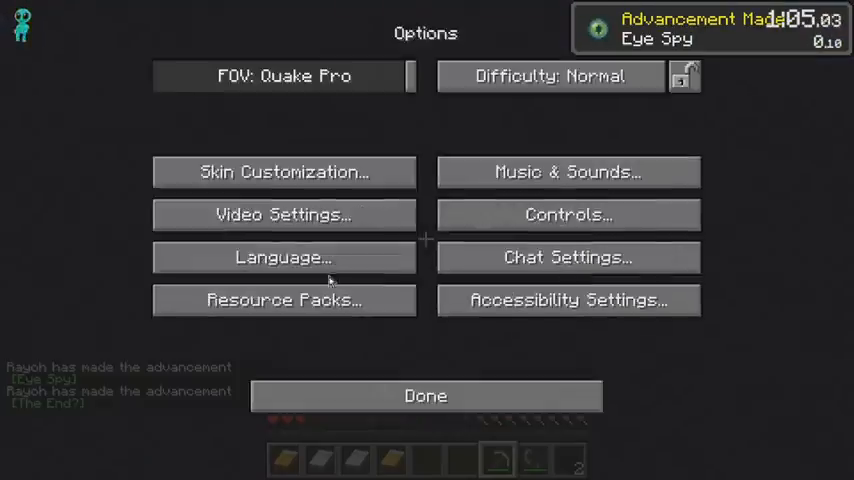 Options
Advancement Made
1:05.03
Eye Spy
0.10
FOV: Quake Pro
Difficulty: Normal
Skin Customization...
Music & Sounds...
Video Settings...
Controls...
Language...
Chat Settings...
Resource Packs...
Accessibility Settings...
Rayoh has made the advancement
[Eye Spy]
Rayoh has made the advancement
[The End?]
Done
2